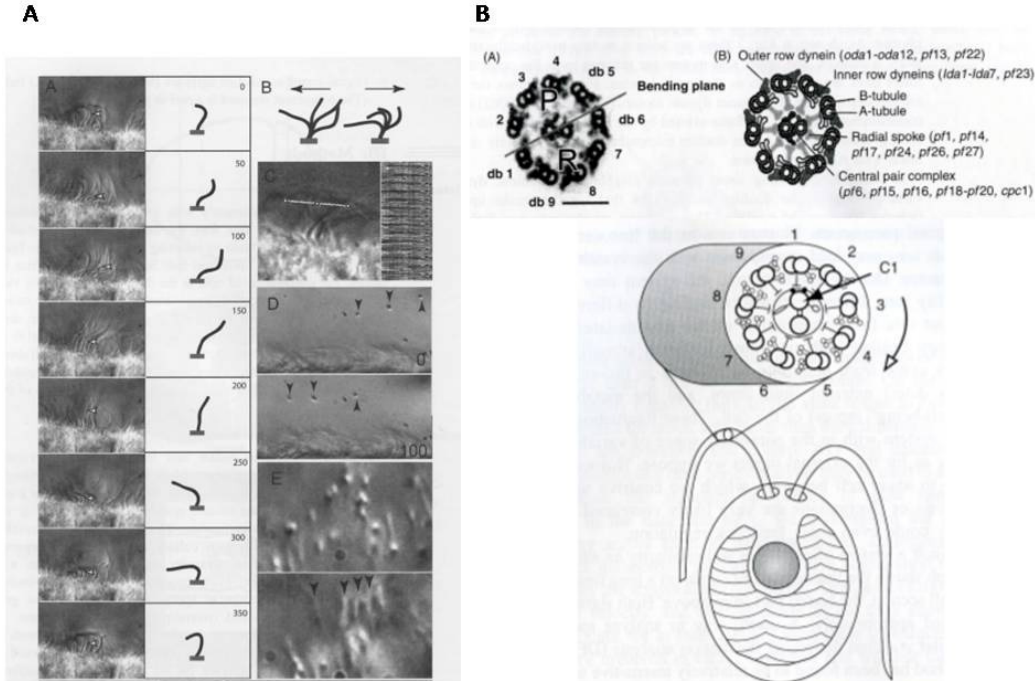 A
B
A
0
50
100
150
200
250
300
350
B
C
D
0
100
E
(A)
4
3
db 5
P
Bending plane
2
db 6
R
7
db 1
8
db 9
(B)
Outer row dynein (oda1-oda12, pf13, pf22)
Inner row dyneins (Ida1-Ida7, pf23)
B-tubule
A-tubule
Radial spoke (pf1, pf14,
pf17, pf24, pf26, pf27)
Central pair complex
(pf6, pf15, pf16, pf18-pf20, cpc1)
1
9
2
C1
8
3
7
4
6
5